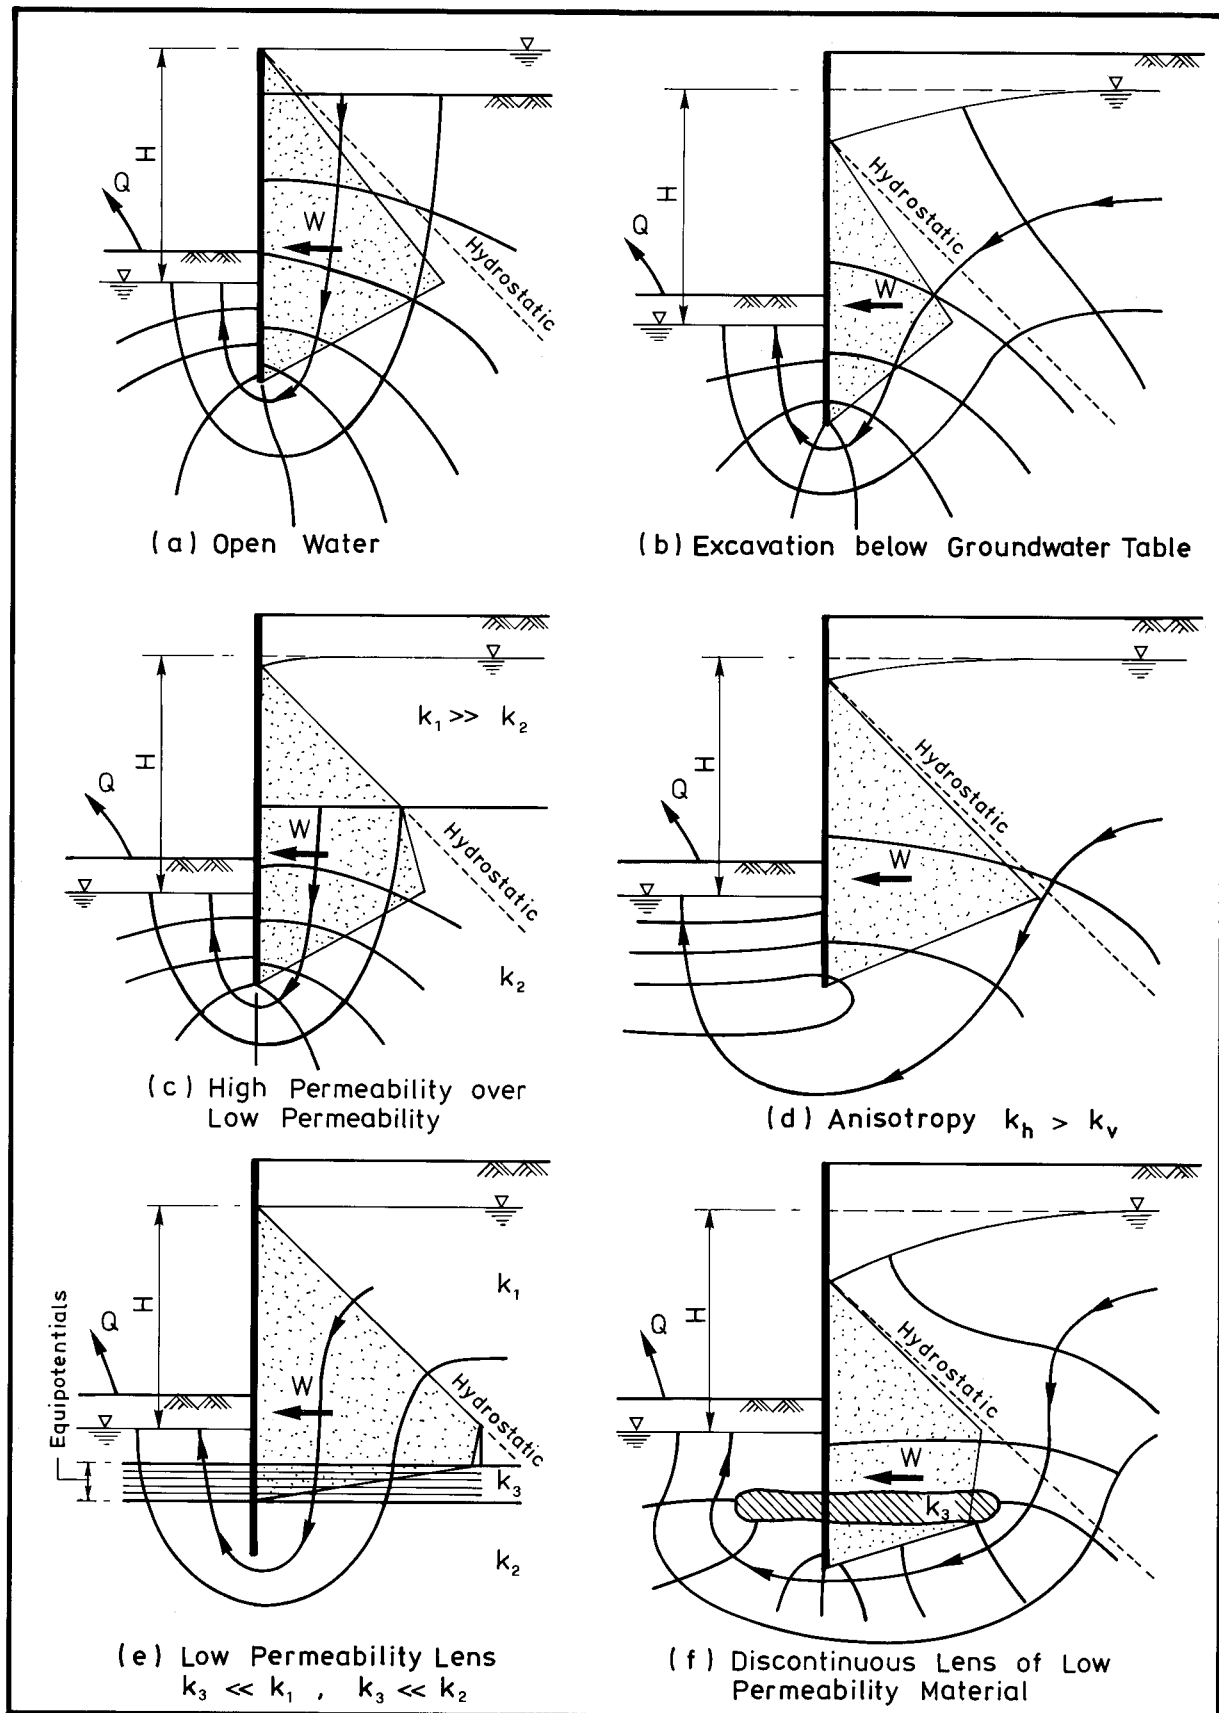 H
Q
W
Hydrostatic
(a) Open Water
H
Q
W
Hydrostatic
(b) Excavation below Groundwater Table
H
Q
W
k₁ >> k₂
Hydrostatic
k₂
(c) High Permeability over
Low Permeability
H
Q
W
Hydrostatic
(d) Anisotropy k_h > k_v
Equipotentials
H
Q
W
k₁
Hydrostatic
k₃
k₂
(e) Low Permeability Lens
k₃ << k₁ , k₃ << k₂
H
Q
W
Hydrostatic
k₃
(f) Discontinuous Lens of Low
Permeability Material